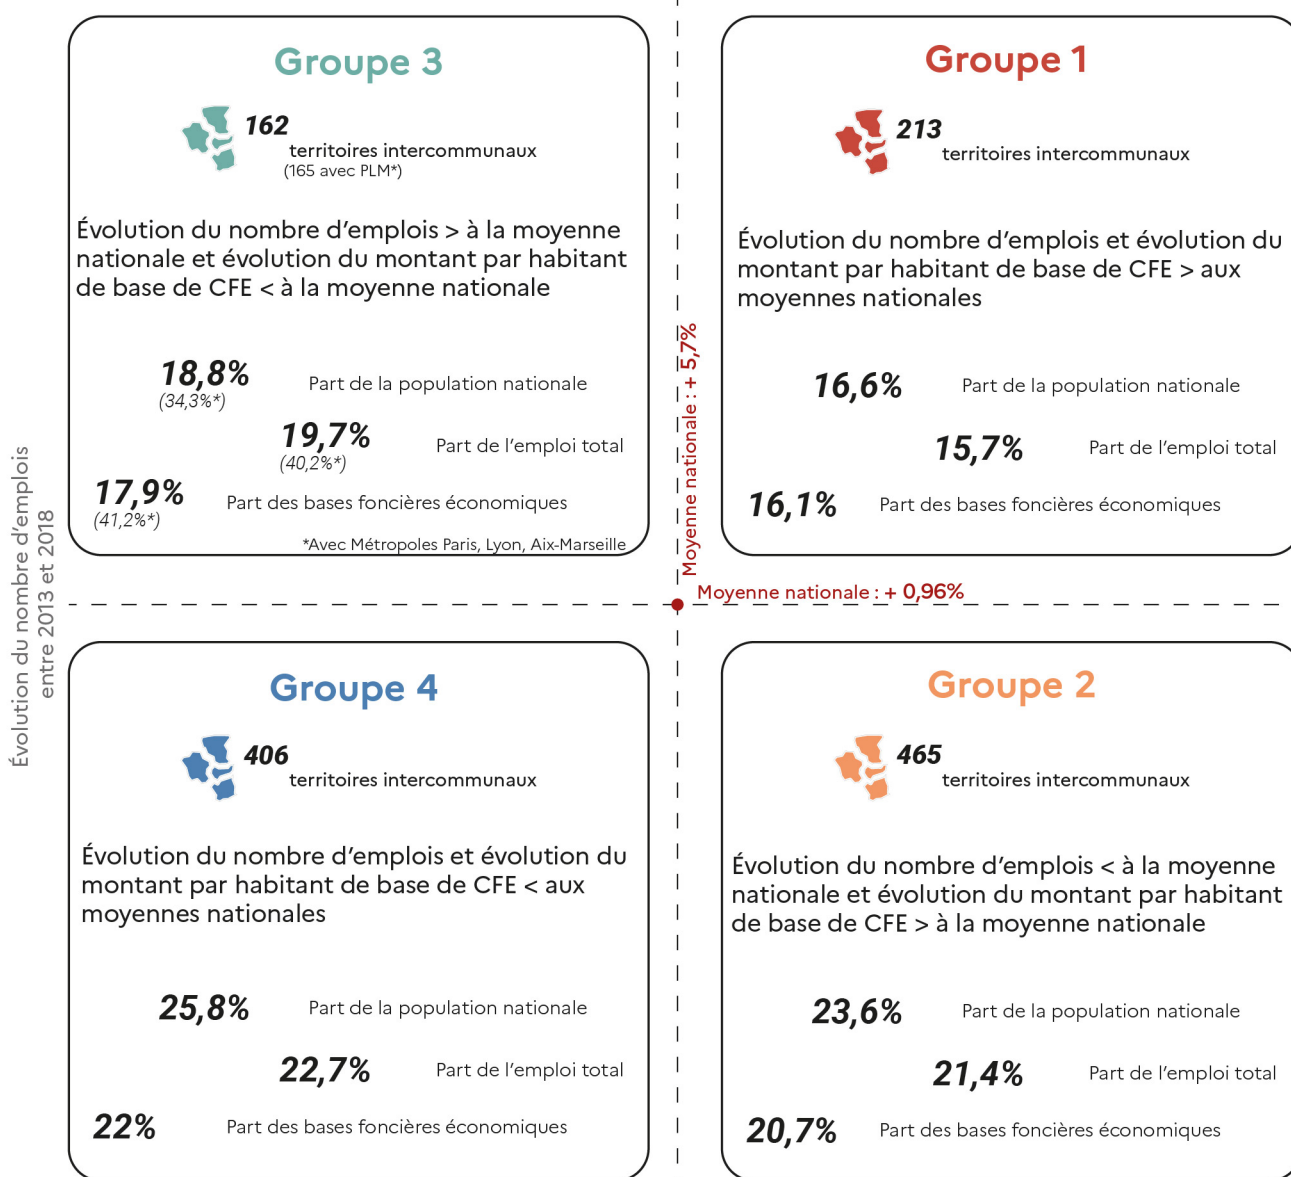 Groupe 3
162
territoires intercommunaux
(165 avec PLM*)
Évolution du nombre d’emplois > à la moyenne
nationale et évolution du montant par habitant
de base de CFE < à la moyenne nationale
18,8%
(34,3%*)
Part de la population nationale
19,7%
(40,2%*)
Part de l’emploi total
17,9%
(41,2%*)
Part des bases foncières économiques
*Avec Métropoles Paris, Lyon, Aix-Marseille
Groupe 1
213
territoires intercommunaux
Évolution du nombre d’emplois et évolution du
montant par habitant de base de CFE > aux
moyennes nationales
16,6%
Part de la population nationale
15,7%
Part de l’emploi total
16,1%
Part des bases foncières économiques
Moyenne nationale : + 5,7%
Moyenne nationale : + 0,96%
Évolution du nombre d’emplois
entre 2013 et 2018
Groupe 4
406
territoires intercommunaux
Évolution du nombre d’emplois et évolution du
montant par habitant de base de CFE < aux
moyennes nationales
25,8%
Part de la population nationale
22,7%
Part de l’emploi total
22%
Part des bases foncières économiques
Groupe 2
465
territoires intercommunaux
Évolution du nombre d’emplois < à la moyenne
nationale et évolution du montant par habitant
de base de CFE > à la moyenne nationale
23,6%
Part de la population nationale
21,4%
Part de l’emploi total
20,7%
Part des bases foncières économiques